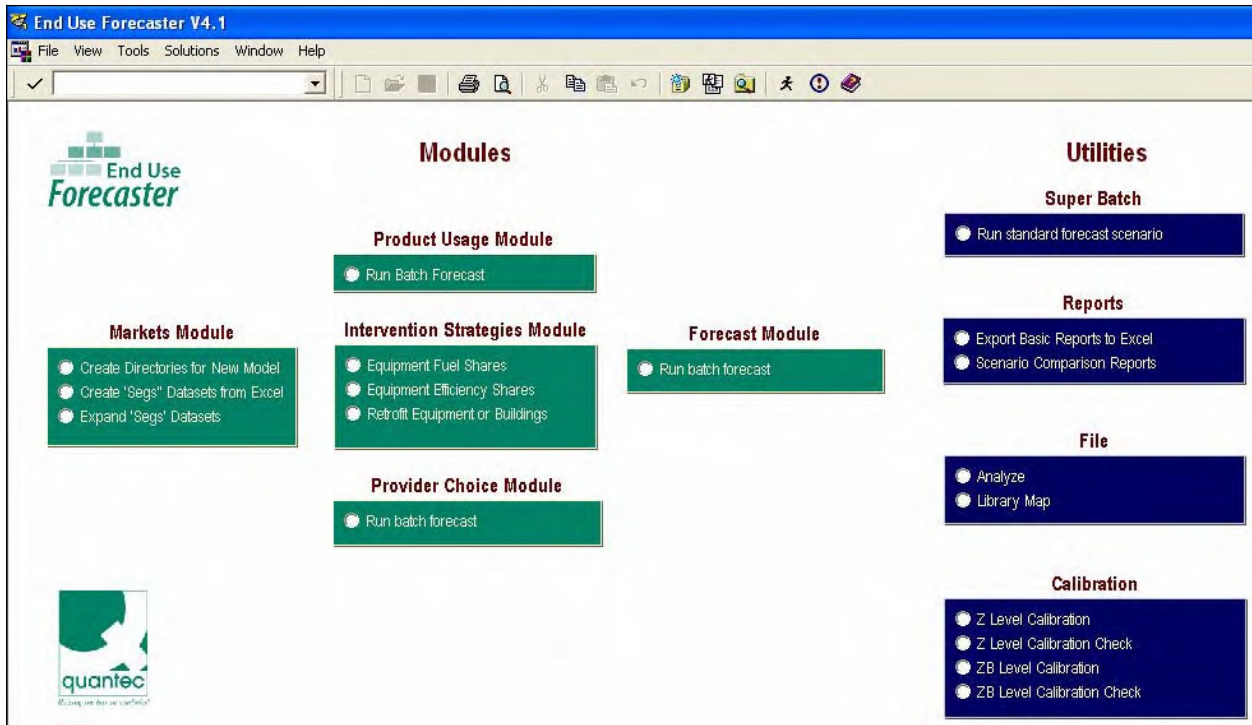 End Use Forecaster V4.1
File View Tools Solutions Window Help
End Use
Forecaster
Modules
Product Usage Module
Run Batch Forecast
Markets Module
Create Directories for New Model
Create 'Segs" Datasets from Excel
Expand 'Segs' Datasets
Intervention Strategies Module
Equipment Fuel Shares
Equipment Efficiency Shares
Retrofit Equipment or Buildings
Forecast Module
Run batch forecast
Provider Choice Module
Run batch forecast
Utilities
Super Batch
Run standard forecast scenario
Reports
Export Basic Reports to Excel
Scenario Comparison Reports
File
Analyze
Library Map
Calibration
Z Level Calibration
Z Level Calibration Check
ZB Level Calibration
ZB Level Calibration Check
quantec